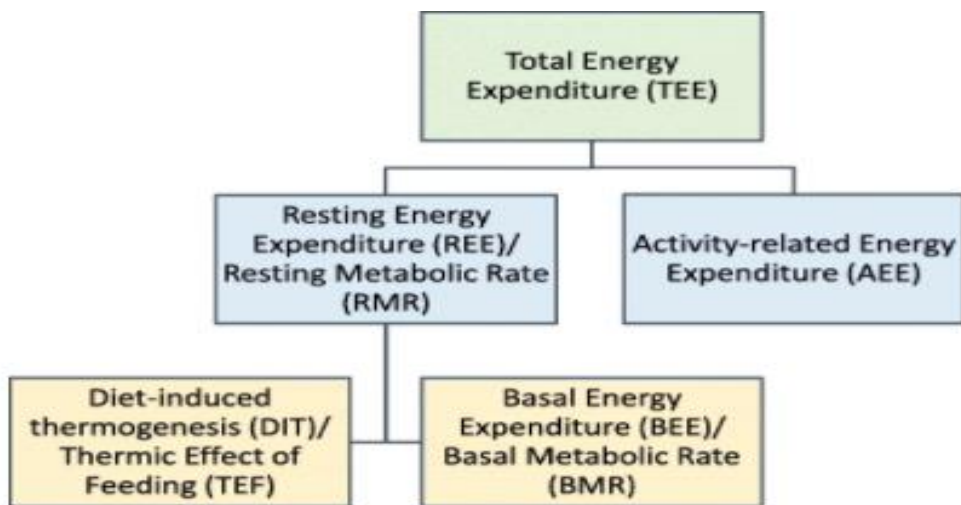 Total Energy
Expenditure (TEE)
Resting Energy
Expenditure (REE)/
Resting Metabolic Rate
(RMR)
Activity-related Energy
Expenditure (AEE)
Diet-induced
thermogenesis (DIT)/
Thermic Effect of
Feeding (TEF)
Basal Energy
Expenditure (BEE)/
Basal Metabolic Rate
(BMR)